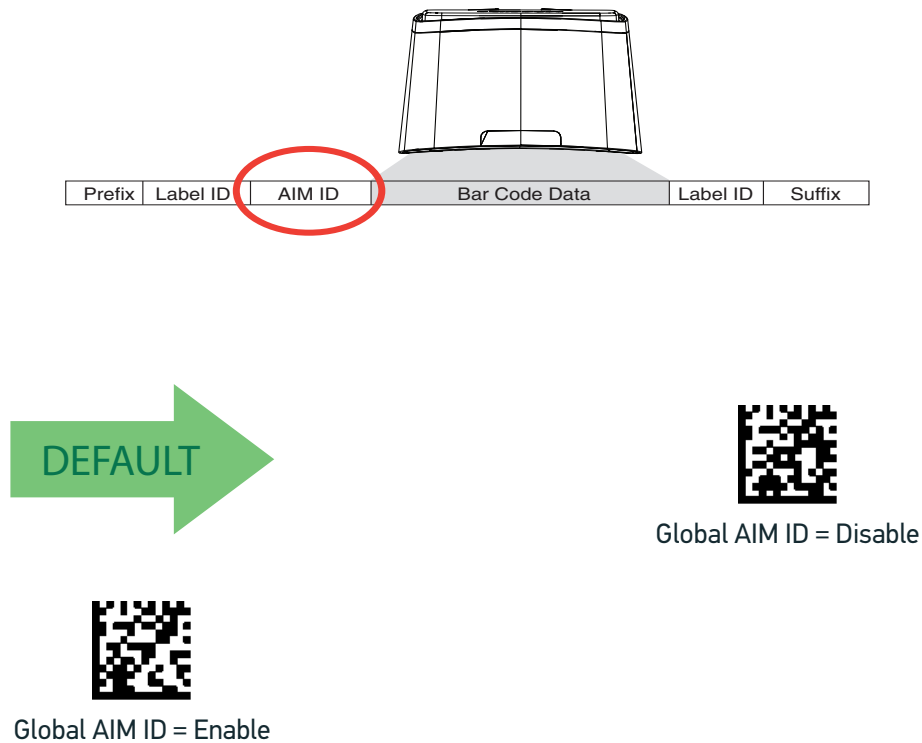 Prefix Label ID AIM ID Bar Code Data Label ID Suffix
DEFAULT
Global AIM ID = Disable
Global AIM ID = Enable